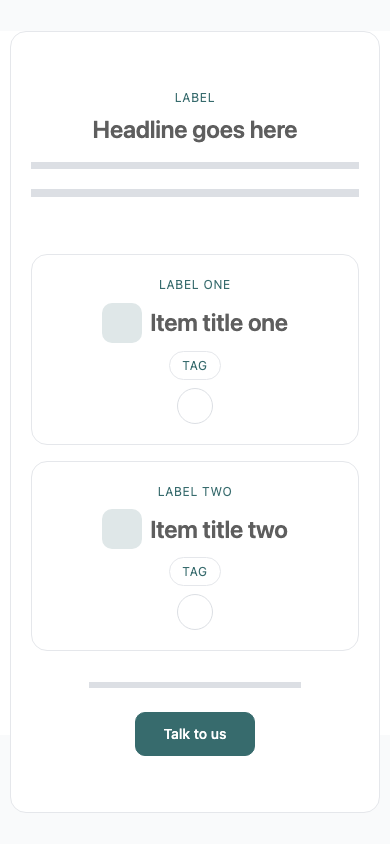 LABEL
Headline goes here
LABEL ONE
Item title one
TAG
LABEL TWO
Item title two
TAG
Talk to us